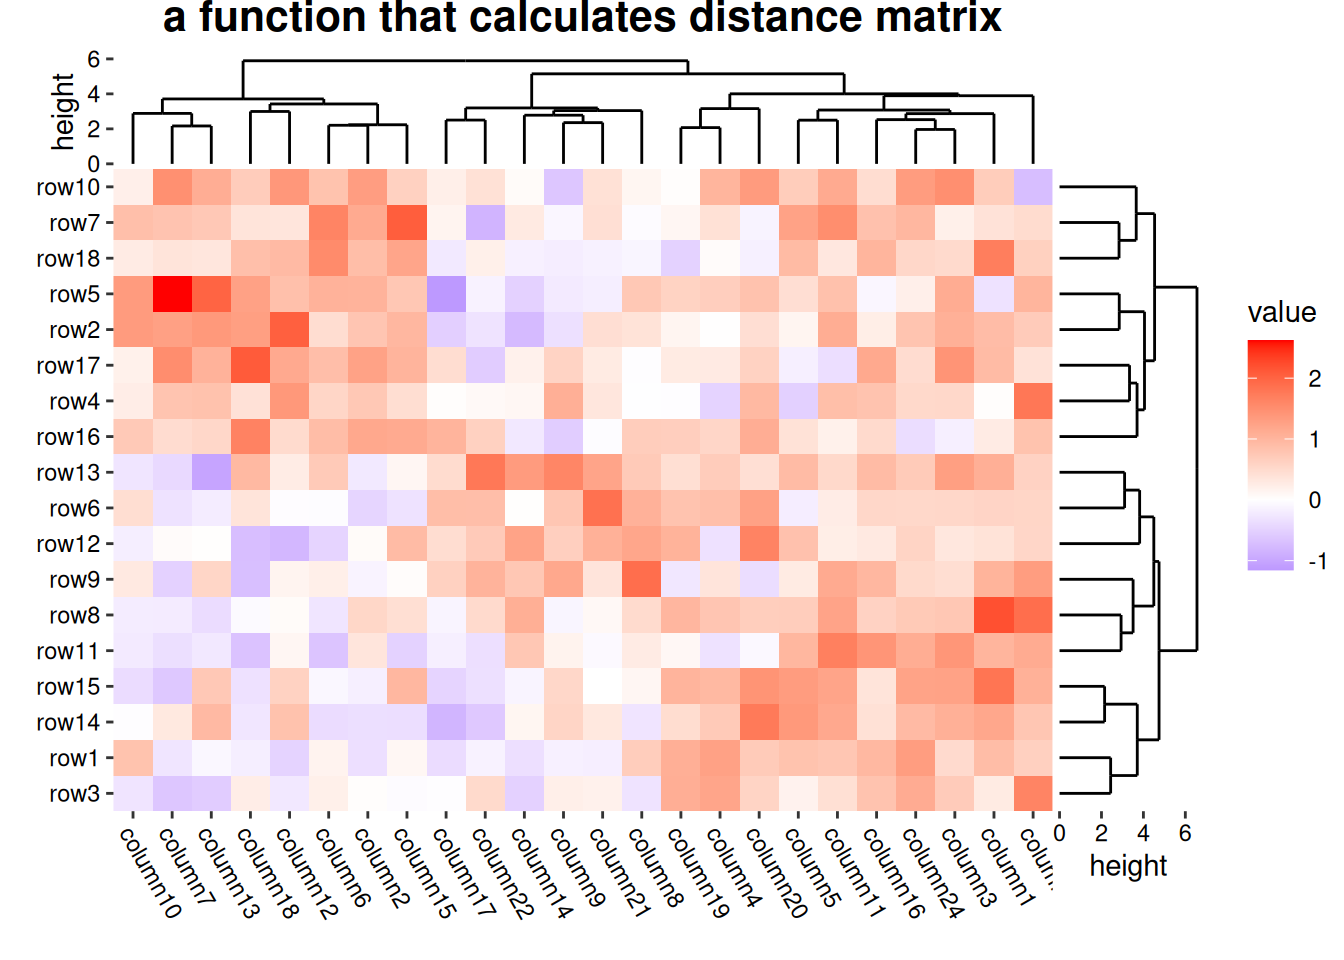 a function that calculates distance matrix
height
6
4
2
0
row10
row7
row18
row5
row2
row17
row4
row16
row13
row6
row12
row9
row8
row11
row15
row14
row1
row3
column10
column7
column13
column18
column12
column6
column2
column15
column17
column22
column14
column9
column21
column8
column19
column4
column20
column5
column11
column16
column24
column3
column1
0 2 4 6
height
value
2
1
0
-1